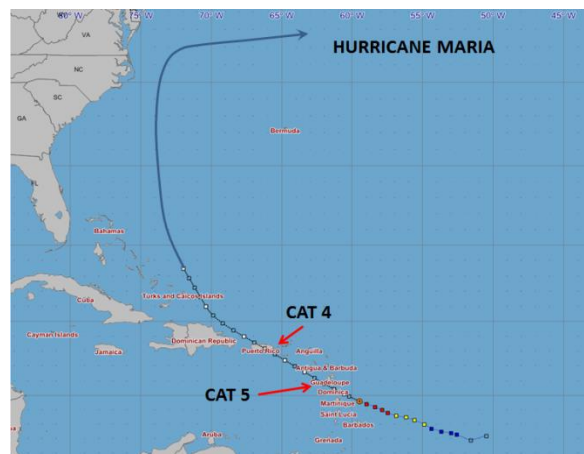 80° W 75° W 70° W 65° W 60° W 55° W 50° W 45° W
HURRICANE MARIA
VA
NC
SC
GA
FL
Bermuda
Bahamas
Cuba
Turks and Caicos Islands
Cayman Islands
Jamaica
Dominican Republic
Puerto Rico
Anguilla
CAT 4
Antigua & Barbuda
Guadeloupe
CAT 5
Dominica
Martinique
Saint Lucia
Barbados
Aruba
Grenada